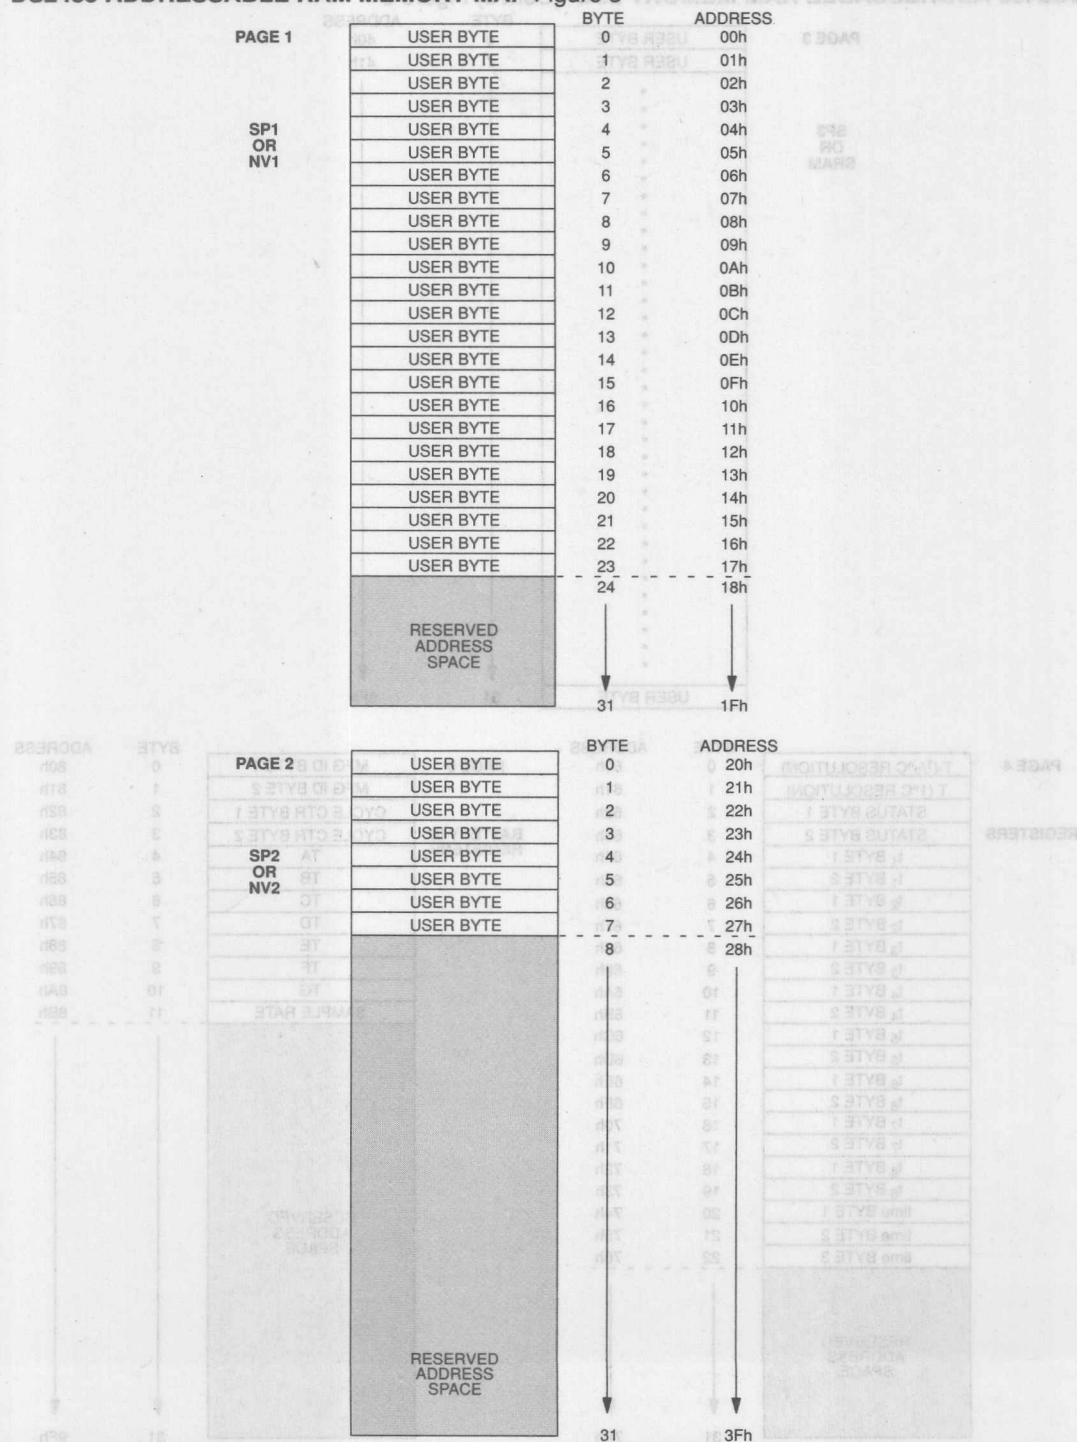 BYTE ADDRESS
PAGE 1 USER BYTE 0 00h
USER BYTE 1 01h
USER BYTE 2 02h
USER BYTE 3 03h
SP1 OR NV1 USER BYTE 4 04h
USER BYTE 5 05h
USER BYTE 6 06h
USER BYTE 7 07h
USER BYTE 8 08h
USER BYTE 9 09h
USER BYTE 10 0Ah
USER BYTE 11 0Bh
USER BYTE 12 0Ch
USER BYTE 13 0Dh
USER BYTE 14 0Eh
USER BYTE 15 0Fh
USER BYTE 16 10h
USER BYTE 17 11h
USER BYTE 18 12h
USER BYTE 19 13h
USER BYTE 20 14h
USER BYTE 21 15h
USER BYTE 22 16h
USER BYTE 23 17h
24 18h
RESERVED
ADDRESS
SPACE
31 1Fh
BYTE ADDRESS
PAGE 2 USER BYTE 0 20h
USER BYTE 1 21h
USER BYTE 2 22h
USER BYTE 3 23h
SP2 OR NV2 USER BYTE 4 24h
USER BYTE 5 25h
USER BYTE 6 26h
USER BYTE 7 27h
8 28h
RESERVED
ADDRESS
SPACE
31 3Fh